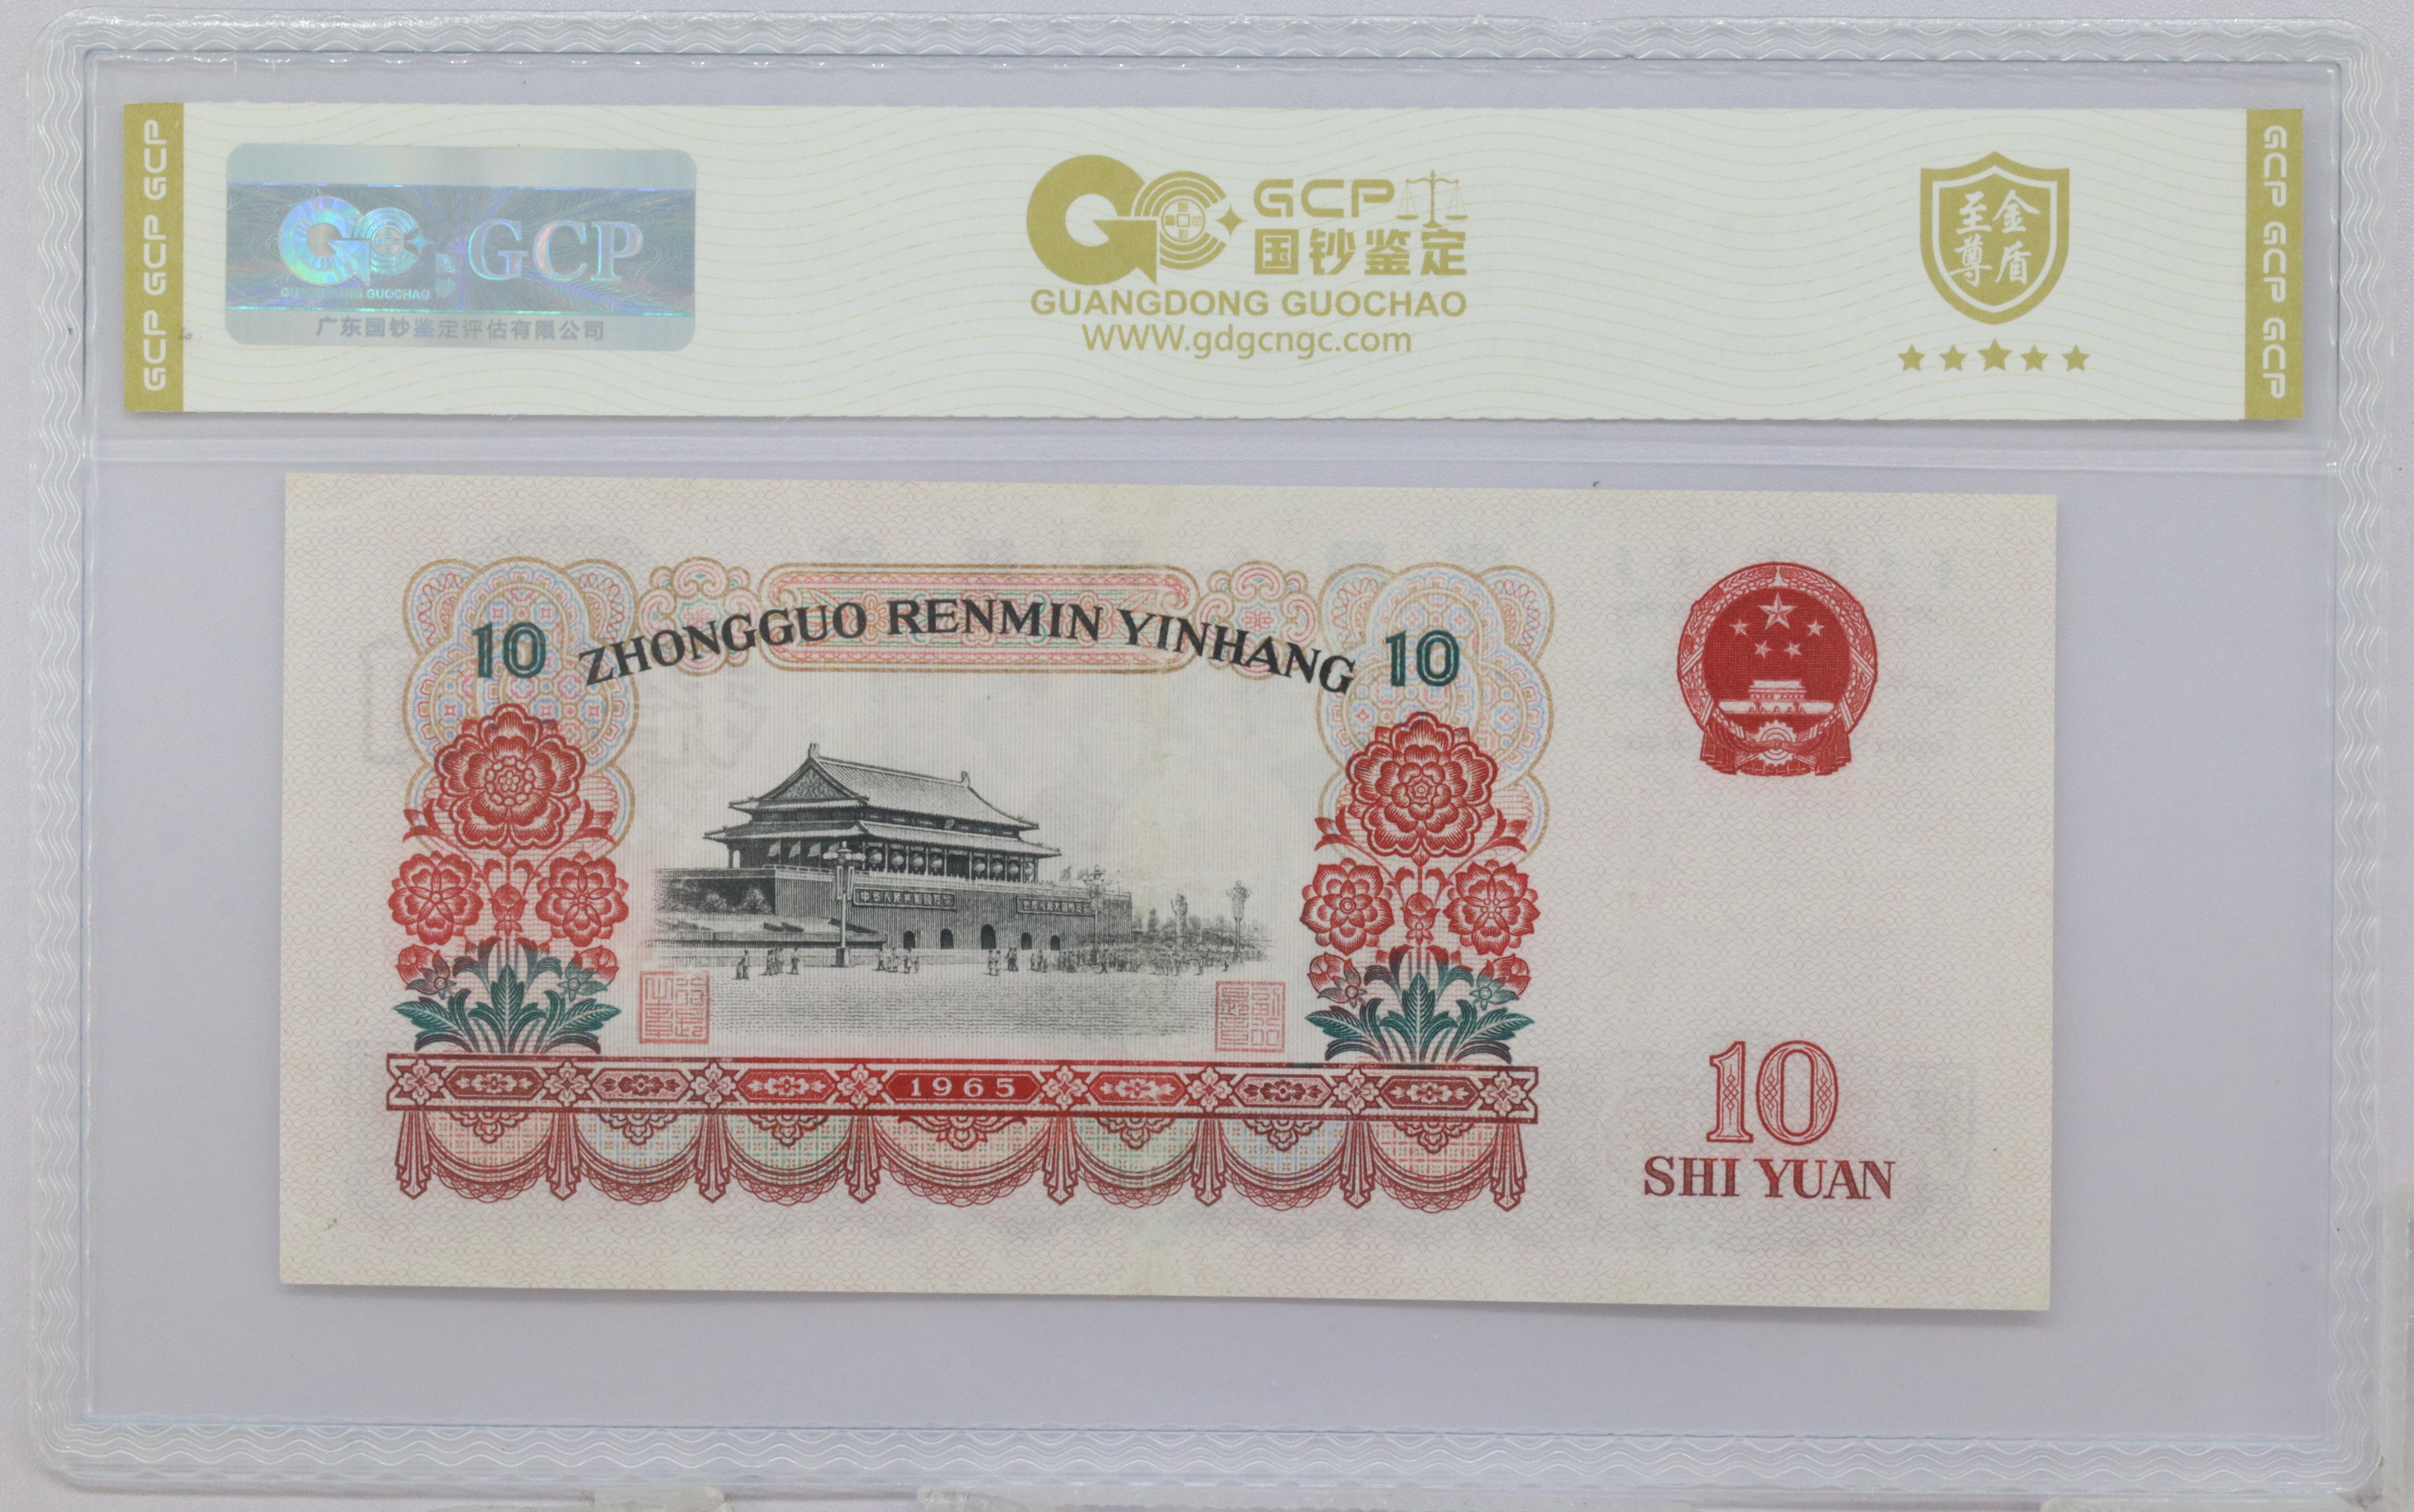 GCP GCP GCP
GCP
GUANGDONG GUOCHAO
广东国钞鉴定评估有限公司
GCP
国钞鉴定
GUANGDONG GUOCHAO
WWW.gdgcngc.com
至尊
金盾
GCP GCP GCP
10 ZHONGGUO RENMIN YINHANG 10
1965
10
SHI YUAN